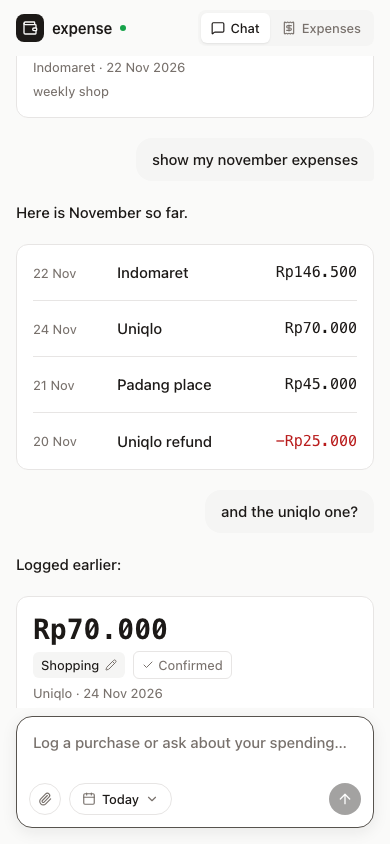 expense
Chat
Expenses
Indomaret · 22 Nov 2026
weekly shop
show my november expenses
Here is November so far.
22 Nov Indomaret Rp146.500
24 Nov Uniqlo Rp70.000
21 Nov Padang place Rp45.000
20 Nov Uniqlo refund −Rp25.000
and the uniqlo one?
Logged earlier:
Rp70.000
Shopping
Confirmed
Uniqlo · 24 Nov 2026
Log a purchase or ask about your spending...
Today